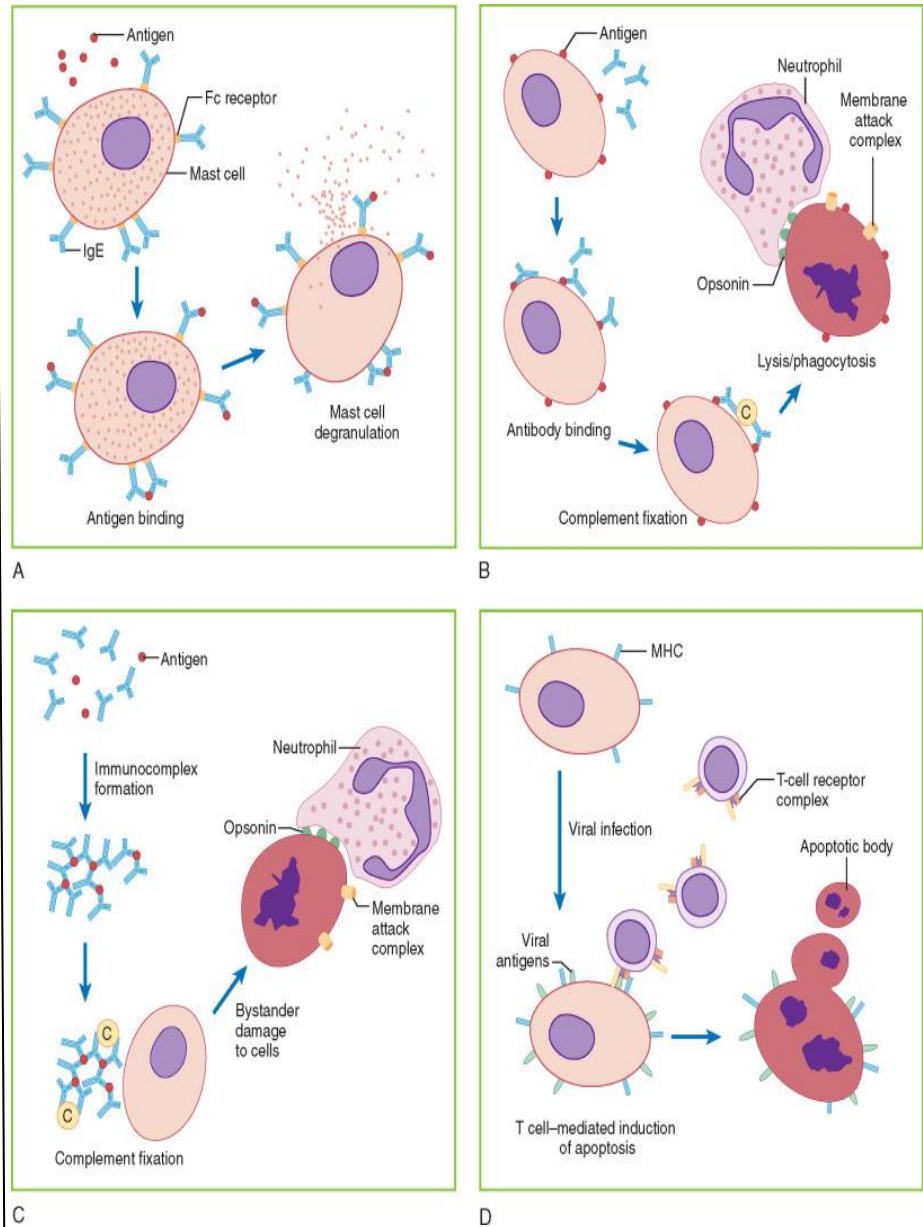 Antigen
Fc receptor
Mast cell
IgE
Antigen binding
Mast cell
degranulation
A
Antigen
Neutrophil
Membrane
attack
complex
Opsonin
Lysis/phagocytosis
Antibody binding
C
Complement fixation
B
Antigen
Immunocomplex
formation
Neutrophil
Opsonin
Membrane
attack
complex
Bystander
damage
to cells
C
C
Complement fixation
C
MHC
T-cell receptor
complex
Viral infection
Apoptotic body
Viral
antigens
T cell–mediated induction
of apoptosis
D